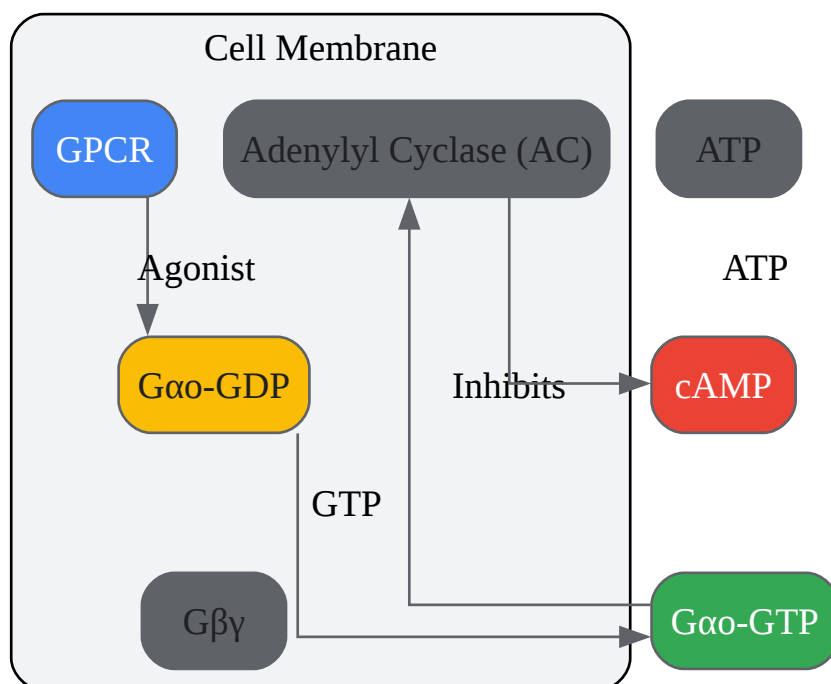 Cell Membrane
GPCR
Adenylyl Cyclase (AC)
ATP
Agonist
ATP
Gαo-GDP
Inhibits
cAMP
GTP
Gβγ
Gαo-GTP